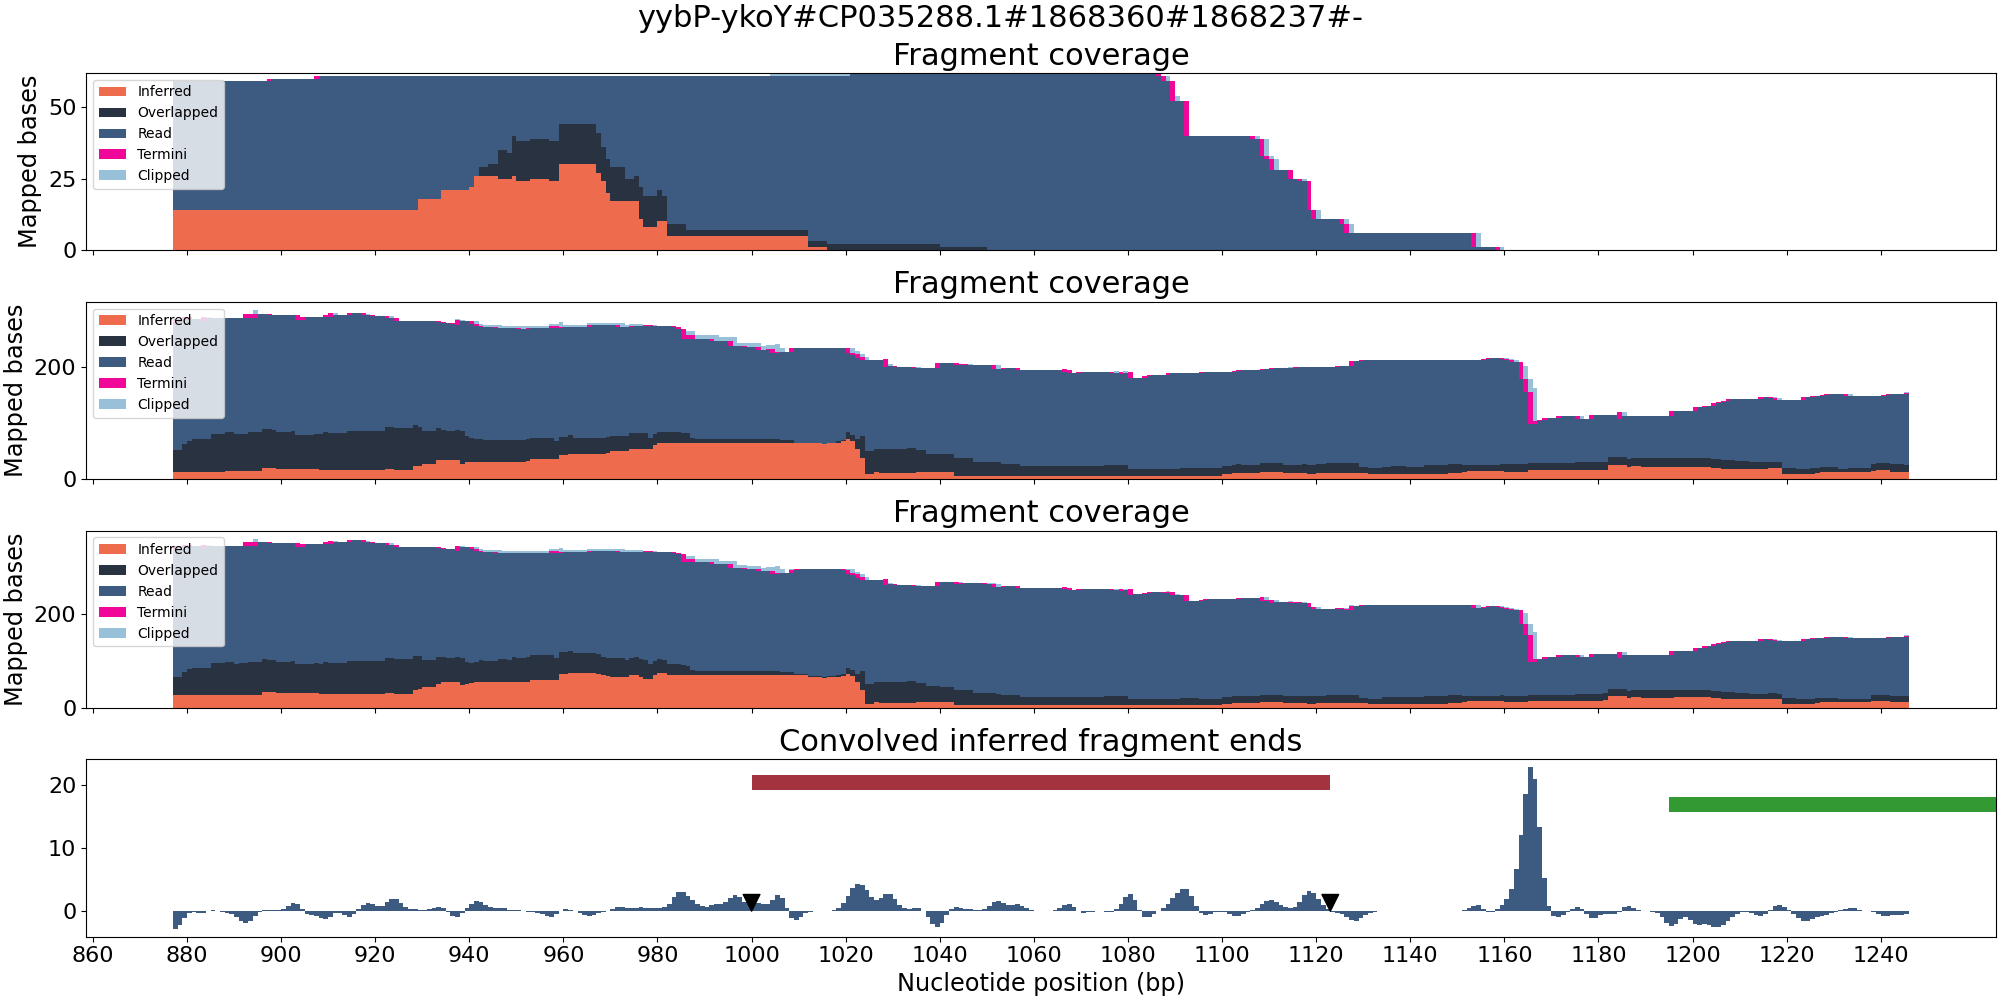 yybP-ykoY#CP035288.1#1868360#1868237#-
Fragment coverage
Mapped bases
50
25
0
Inferred
Overlapped
Read
Termini
Clipped
Fragment coverage
Mapped bases
200
0
Inferred
Overlapped
Read
Termini
Clipped
Fragment coverage
Mapped bases
200
0
Inferred
Overlapped
Read
Termini
Clipped
Convolved inferred fragment ends
20
10
0
860 880 900 920 940 960 980 1000 1020 1040 1060 1080 1100 1120 1140 1160 1180 1200 1220 1240
Nucleotide position (bp)